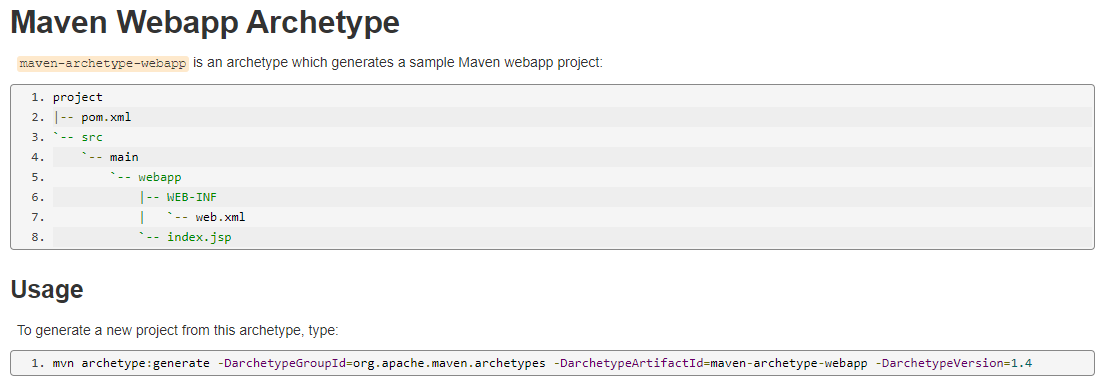 Maven Webapp Archetype
maven-archetype-webapp is an archetype which generates a sample Maven webapp project:
1. project
2. |-- pom.xml
3. `-- src
4.     `-- main
5.         `-- webapp
6.             |-- WEB-INF
7.             |   `-- web.xml
8.             `-- index.jsp
Usage
To generate a new project from this archetype, type:
1. mvn archetype:generate -DarchetypeGroupId=org.apache.maven.archetypes -DarchetypeArtifactId=maven-archetype-webapp -DarchetypeVersion=1.4